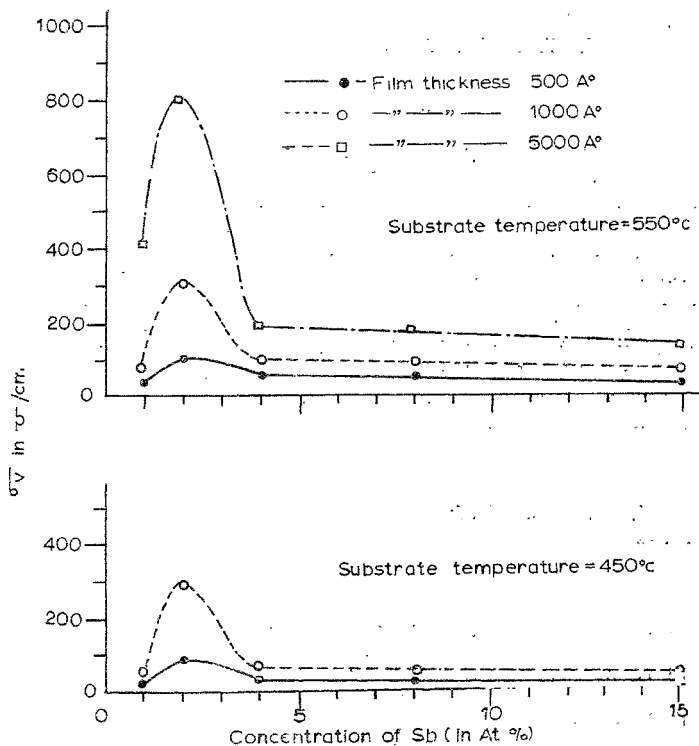 1000
800
600
400
200
0
Film thickness 500 A°
" " 1000 A°
" " 5000 A°
Substrate temperature=550°c
σv in ʊ/cm.
400
200
0
Substrate temperature=450°c
0 5 10 15
Concentration of Sb (In At %)